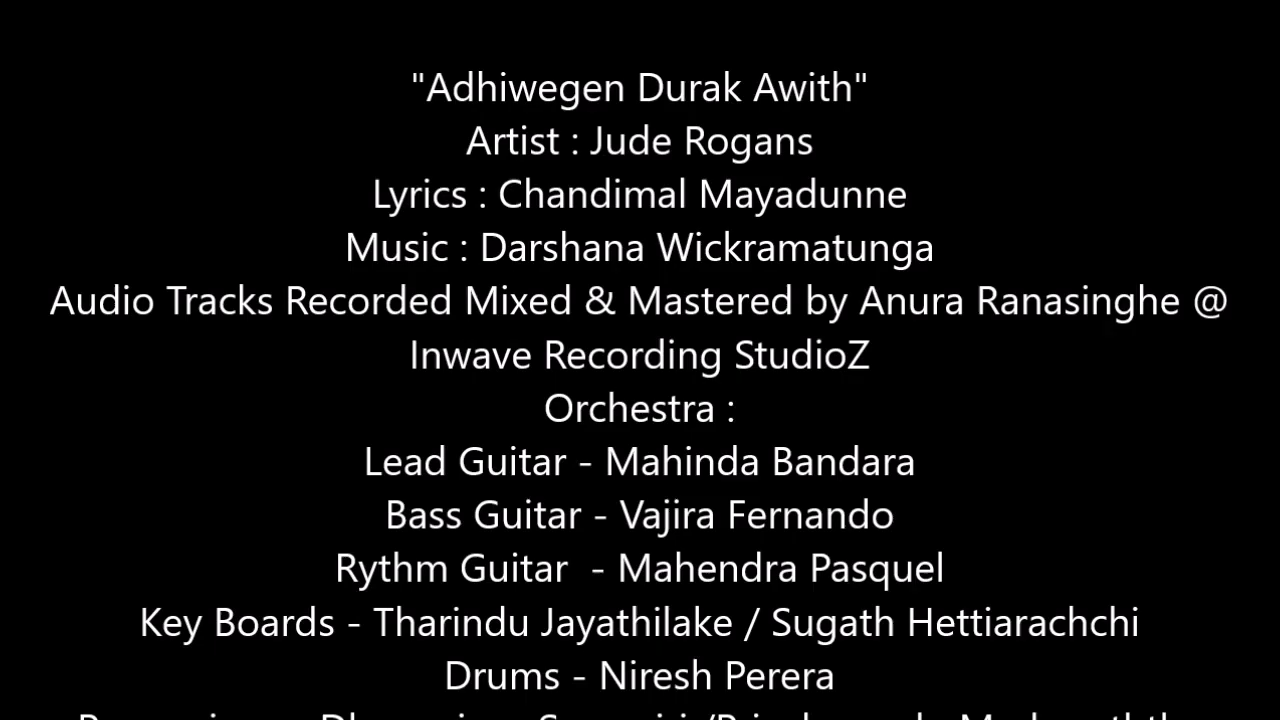 "Adhiwegen Durak Awith"
Artist : Jude Rogans
Lyrics : Chandimal Mayadunne
Music : Darshana Wickramatunga
Audio Tracks Recorded Mixed & Mastered by Anura Ranasinghe @
Inwave Recording StudioZ
Orchestra :
Lead Guitar - Mahinda Bandara
Bass Guitar - Vajira Fernando
Rythm Guitar  - Mahendra Pasquel
Key Boards - Tharindu Jayathilake / Sugath Hettiarachchi
Drums - Niresh Perera